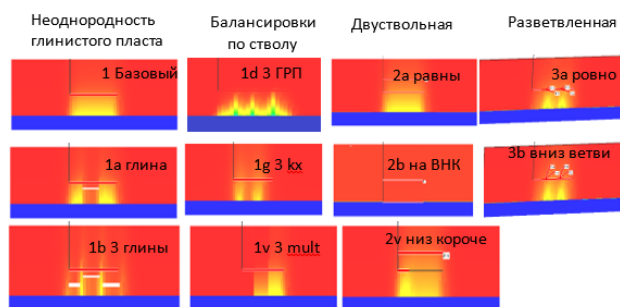 Неоднородность
глинистого пласта
Балансировки
по стволу
Двуствольная
Разветвленная
1 Базовый
1d 3 ГРП
2a равны
3a ровно
1a глина
1g 3 kx
2b на ВНК
3b вниз ветви
1b 3 глины
1v 3 mult
2v низ короче